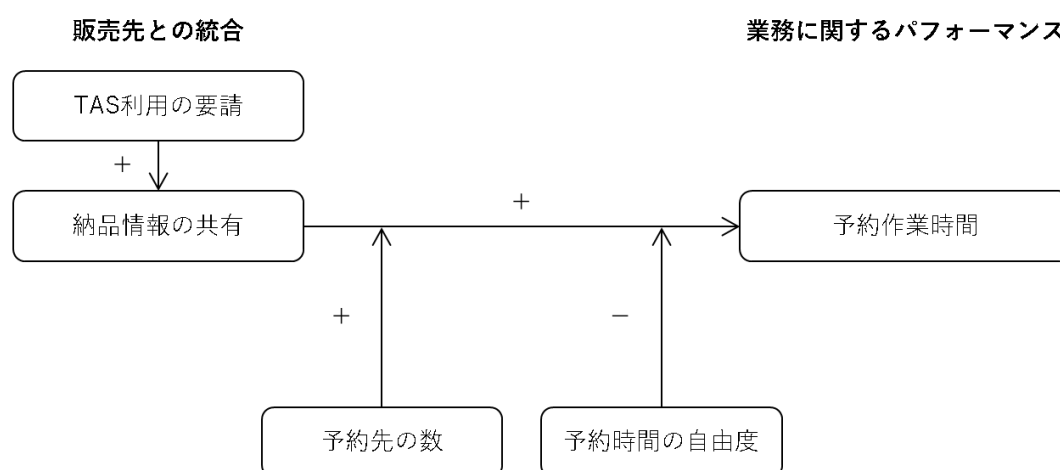 販売先との統合
業務に関するパフォーマンス
TAS利用の要請
+
納品情報の共有
+
予約作業時間
+
−
予約先の数
予約時間の自由度